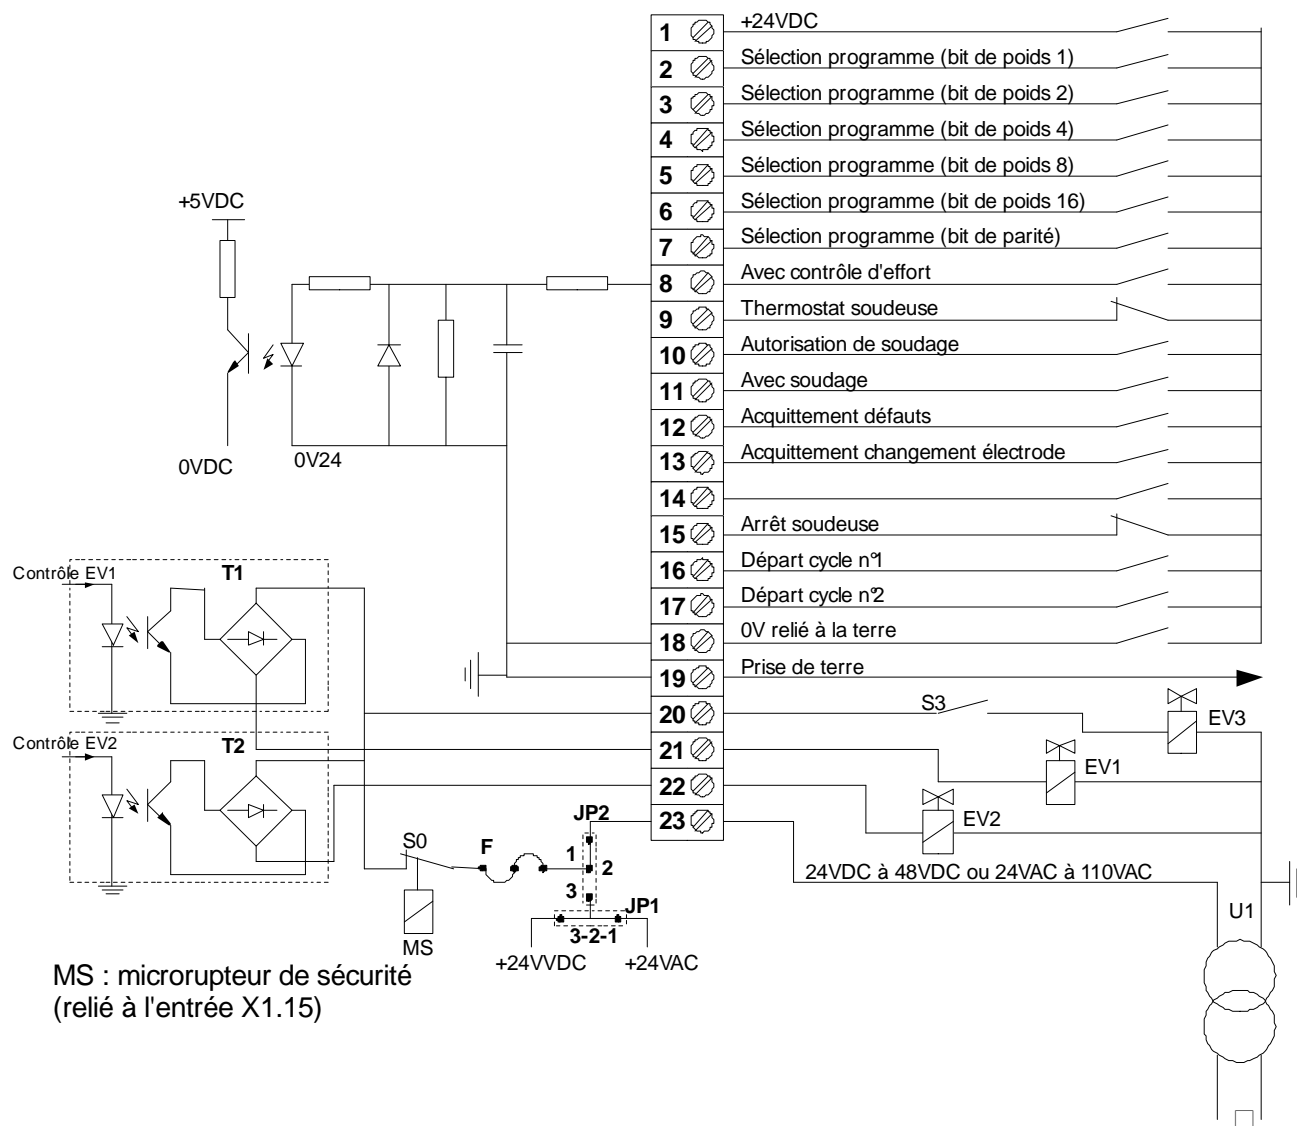 1 +24VDC
2 Sélection programme (bit de poids 1)
3 Sélection programme (bit de poids 2)
4 Sélection programme (bit de poids 4)
5 Sélection programme (bit de poids 8)
6 Sélection programme (bit de poids 16)
7 Sélection programme (bit de parité)
8 Avec contrôle d'effort
9 Thermostat soudeuse
10 Autorisation de soudage
11 Avec soudage
12 Acquittement défauts
13 Acquittement changement électrode
14
15 Arrêt soudeuse
16 Départ cycle n°1
17 Départ cycle n°2
18 0V relié à la terre
19 Prise de terre
20 S3 EV3
21 EV1
22 EV2
23
24VDC à 48VDC ou 24VAC à 110VAC
U1
+5VDC
0VDC
0V24
Contrôle EV1
T1
Contrôle EV2
T2
S0
F
JP2
1
2
3
JP1
3-2-1
MS
+24VVDC
+24VAC
MS : microrupteur de sécurité
(relié à l'entrée X1.15)